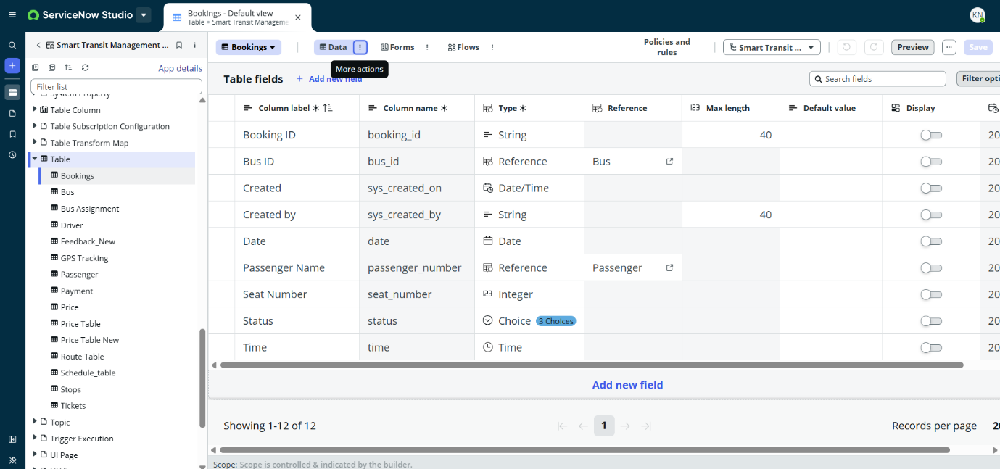 ServiceNow Studio
Bookings - Default view
Table • Smart Transit Manageme
KN
Smart Transit Management ...
App details
Filter list
System Property
Table Column
Table Subscription Configuration
Table Transform Map
Table
Bookings
Bus
Bus Assignment
Driver
Feedback_New
GPS Tracking
Passenger
Payment
Price
Price Table
Price Table New
Route Table
Schedule_table
Stops
Tickets
Topic
Trigger Execution
UI Page
Bookings
Data
Forms
Flows
Policies and
rules
Smart Transit ...
Preview
Save
More actions
Table fields
+ Add new field
Search fields
Filter opti
Column label * Column name * Type * Reference Max length Default value Display
Booking ID booking_id String 40 20
Bus ID bus_id Reference Bus 20
Created sys_created_on Date/Time 20
Created by sys_created_by String 40 20
Date date Date 20
Passenger Name passenger_number Reference Passenger 20
Seat Number seat_number Integer 20
Status status Choice 3 Choices 20
Time time Time 20
Add new field
Showing 1-12 of 12
1
Records per page 20
Scope: Scope is controlled & indicated by the builder.